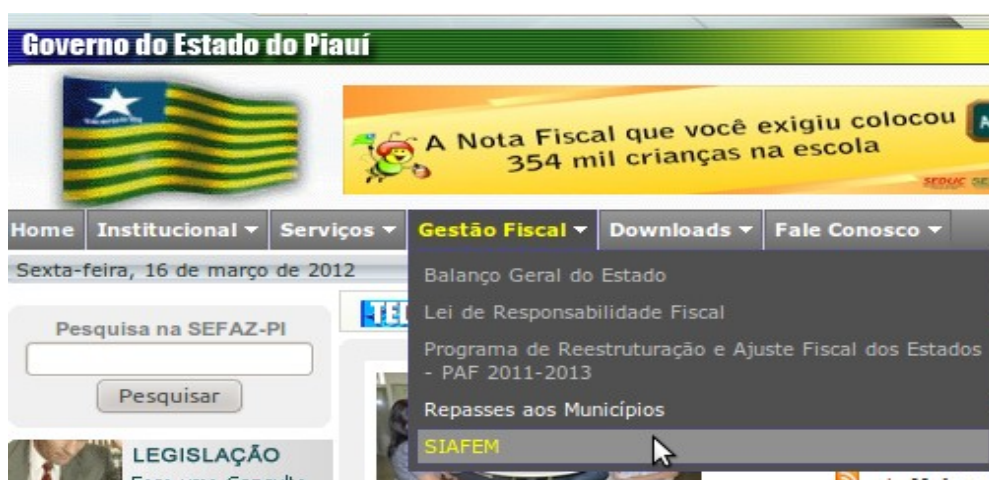 Governo do Estado do Piauí
A Nota Fiscal que você exigiu colocou
354 mil crianças na escola
SEDUC
Home Institucional Serviços Gestão Fiscal Downloads Fale Conosco
Sexta-feira, 16 de março de 2012
Balanço Geral do Estado
Lei de Responsabilidade Fiscal
Programa de Reestruturação e Ajuste Fiscal dos Estados
- PAF 2011-2013
Repasses aos Municípios
SIAFEM
Pesquisa na SEFAZ-PI
Pesquisar
LEGISLAÇÃO